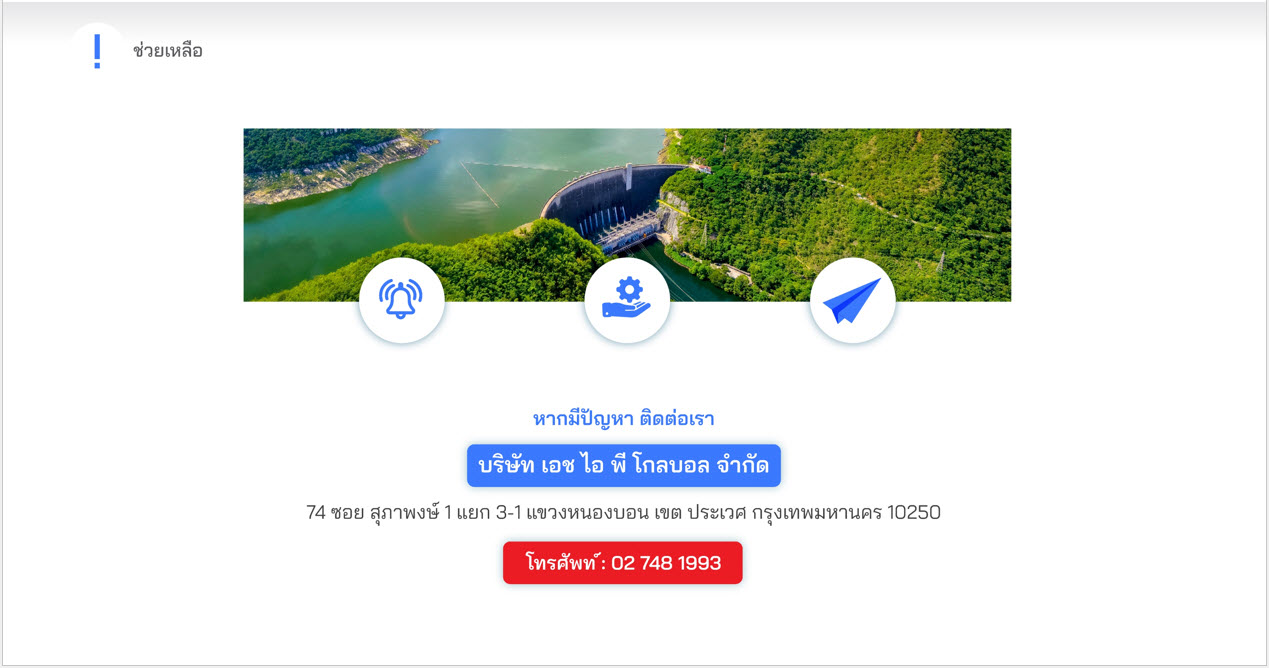 ช่วยเหลือ
หากมีปัญหา ติดต่อเรา
บริษัท เอช ไอ พี โกลบอล จำกัด
74 ซอย สุภาพงษ์ 1 แยก 3-1 แขวงหนองบอน เขต ประเวศ กรุงเทพมหานคร 10250
โทรศัพท์ : 02 748 1993